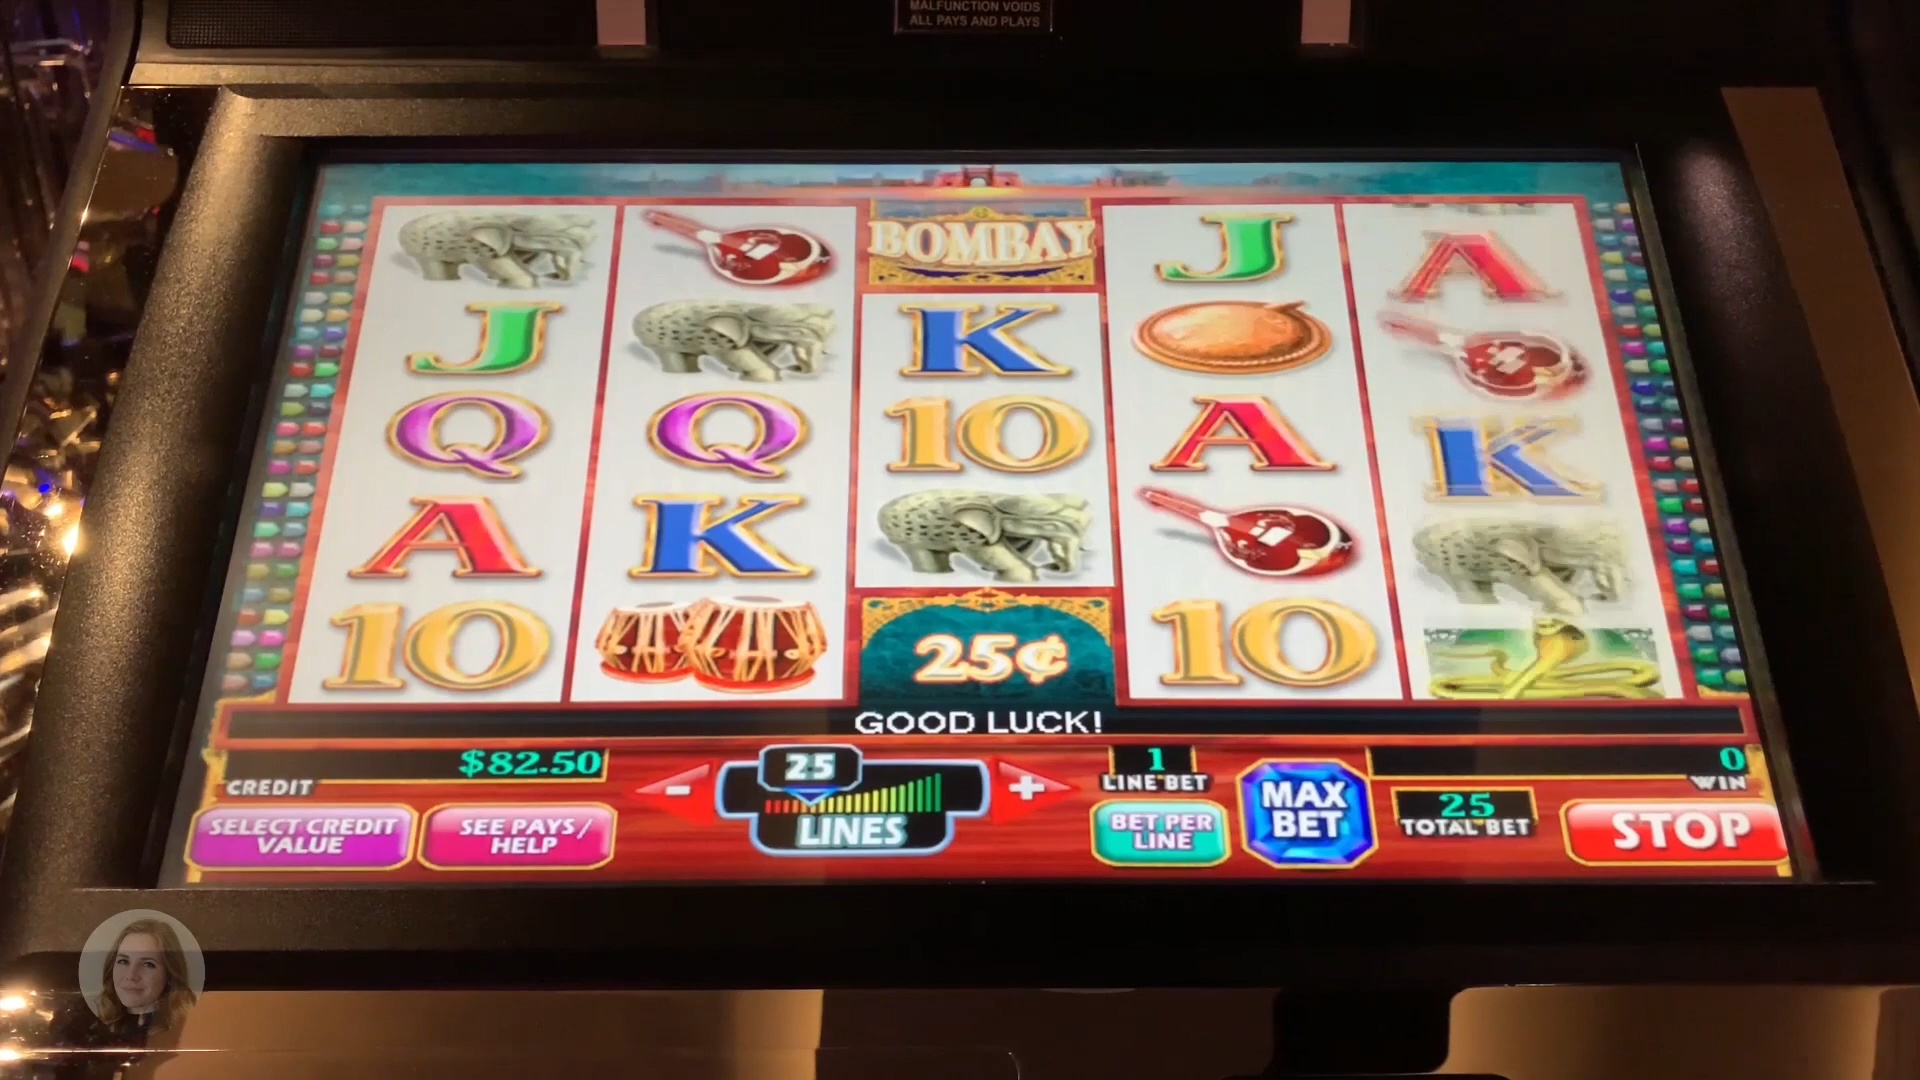 MALFUNCTION VOIDS
ALL PAYS AND PLAYS
BOMBAY
J
A
J
K
Q
Q
10
A
K
A
K
10
10
25¢
GOOD LUCK!
$82.50
CREDIT
25
LINES
-
+
1
LINE BET
0
WIN
SELECT CREDIT
VALUE
SEE PAYS/
HELP
BET PER
LINE
MAX
BET
25
TOTAL BET
STOP